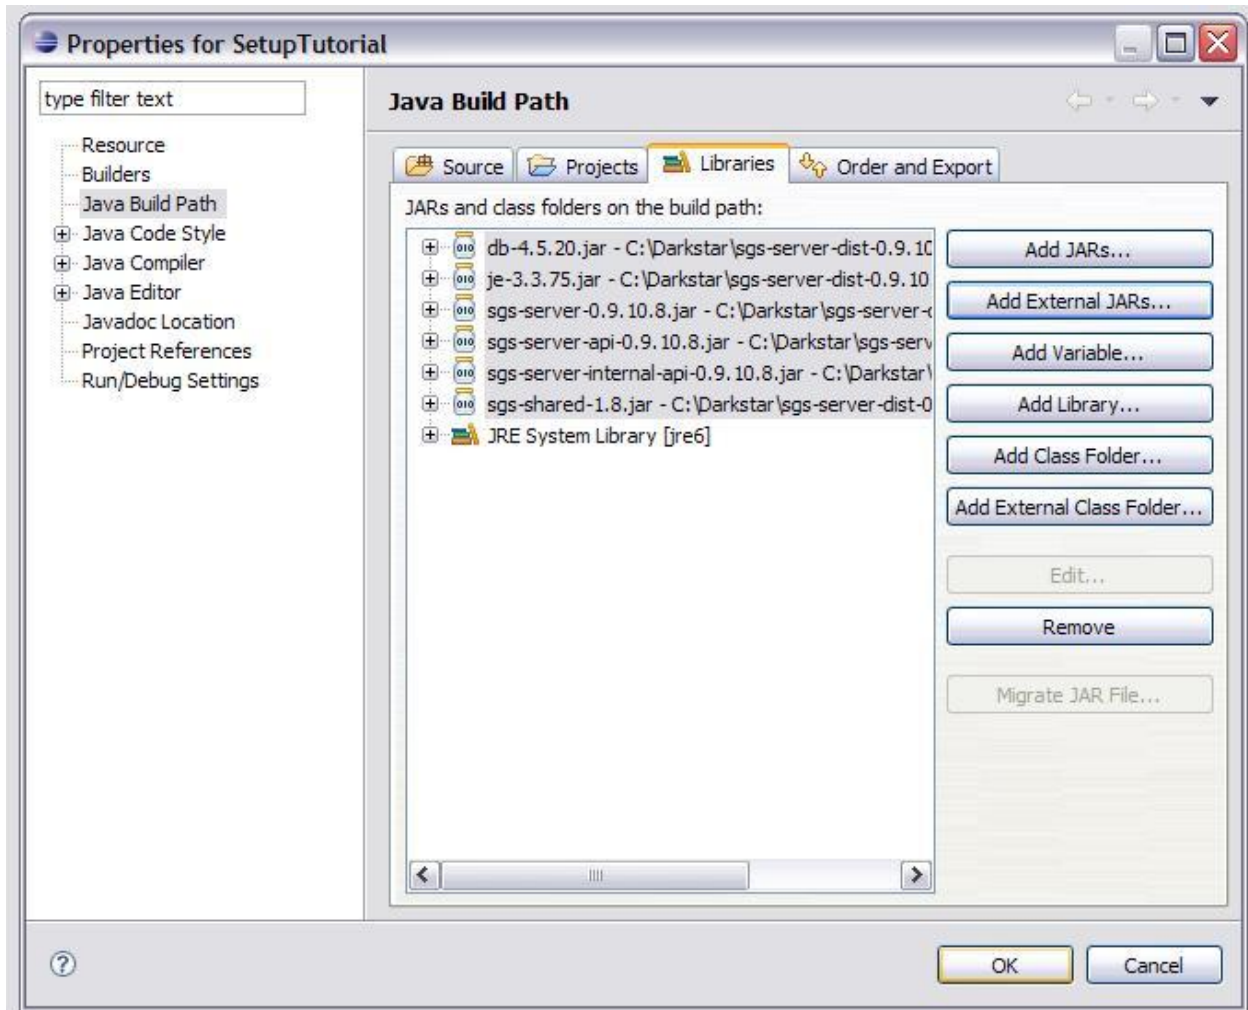 Properties for SetupTutorial
type filter text
Resource
Builders
Java Build Path
Java Code Style
Java Compiler
Java Editor
Javadoc Location
Project References
Run/Debug Settings
Java Build Path
Source Projects Libraries Order and Export
JARs and class folders on the build path:
db-4.5.20.jar - C:\Darkstar\sgs-server-dist-0.9.10
je-3.3.75.jar - C:\Darkstar\sgs-server-dist-0.9.10
sgs-server-0.9.10.8.jar - C:\Darkstar\sgs-server-
sgs-server-api-0.9.10.8.jar - C:\Darkstar\sgs-serv
sgs-server-internal-api-0.9.10.8.jar - C:\Darkstar\
sgs-shared-1.8.jar - C:\Darkstar\sgs-server-dist-0
JRE System Library [jre6]
Add JARs...
Add External JARs...
Add Variable...
Add Library...
Add Class Folder...
Add External Class Folder...
Edit...
Remove
Migrate JAR File...
OK Cancel